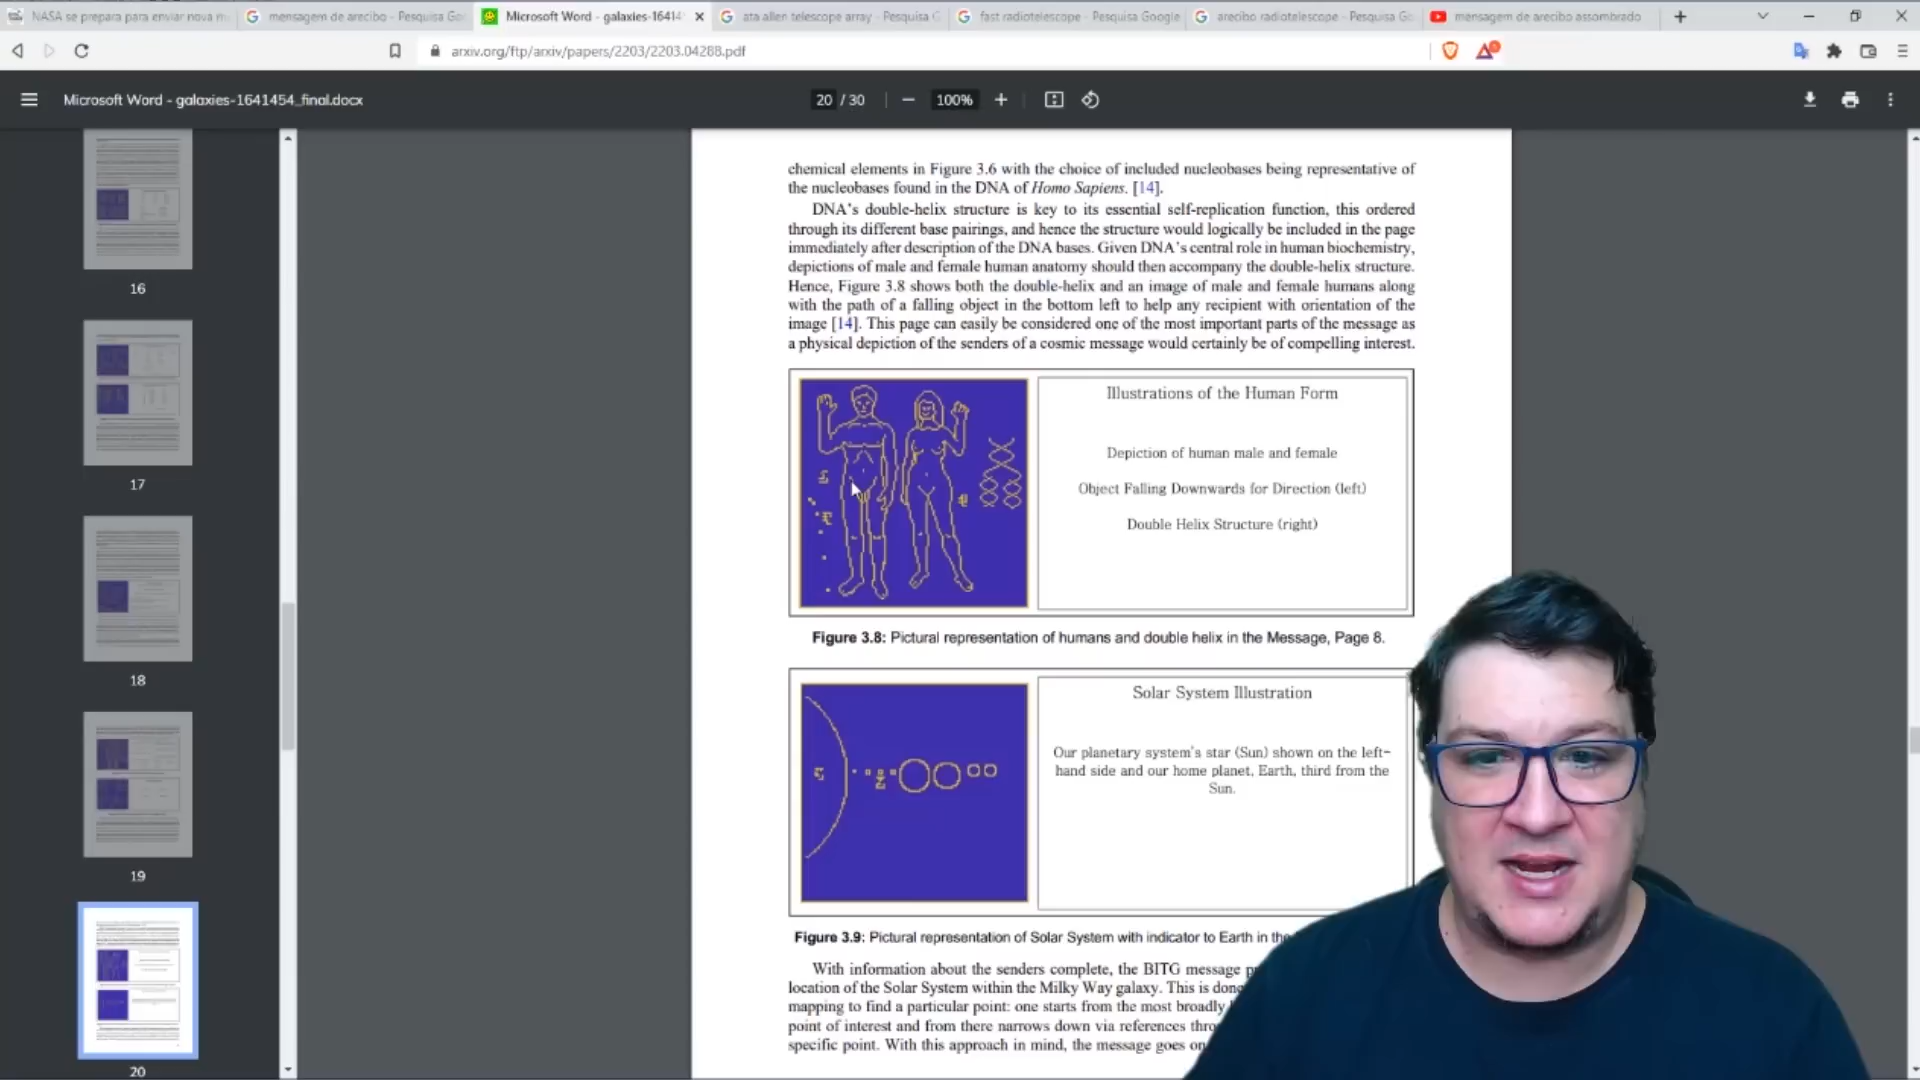 NASA se prepara para enviar nova m
mensagem de arecibo - Pesquisa Go
Microsoft Word - galaxies-16414
ata allen telescope array - Pesquisa G
fast radiotelescope - Pesquisa Google
arecibo radiotelescope - Pesquisa Go
mensagem de arecibo assombrado
arxiv.org/ftp/arxiv/papers/2203/2203.04288.pdf
Microsoft Word - galaxies-1641454_final.docx
20 / 30
100%
16
17
18
19
20
chemical elements in Figure 3.6 with the choice of included nucleobases being representative of
the nucleobases found in the DNA of Homo Sapiens. [14].
DNA's double-helix structure is key to its essential self-replication function, this ordered
through its different base pairings, and hence the structure would logically be included in the page
immediately after description of the DNA bases. Given DNA's central role in human biochemistry,
depictions of male and female human anatomy should then accompany the double-helix structure.
Hence, Figure 3.8 shows both the double-helix and an image of male and female humans along
with the path of a falling object in the bottom left to help any recipient with orientation of the
image [14]. This page can easily be considered one of the most important parts of the message as
a physical depiction of the senders of a cosmic message would certainly be of compelling interest.
Illustrations of the Human Form
Depiction of human male and female
Object Falling Downwards for Direction (left)
Double Helix Structure (right)
Figure 3.8: Pictural representation of humans and double helix in the Message, Page 8.
Solar System Illustration
Our planetary system's star (Sun) shown on the left-
hand side and our home planet, Earth, third from the
Sun.
Figure 3.9: Pictural representation of Solar System with indicator to Earth in the
With information about the senders complete, the BITG message p
location of the Solar System within the Milky Way galaxy. This is done
mapping to find a particular point: one starts from the most broadly
point of interest and from there narrows down via references thro
specific point. With this approach in mind, the message goes on